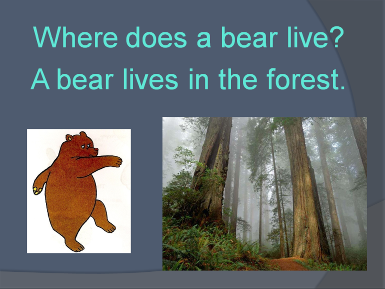 Where does a bear live?
A bear lives in the forest.